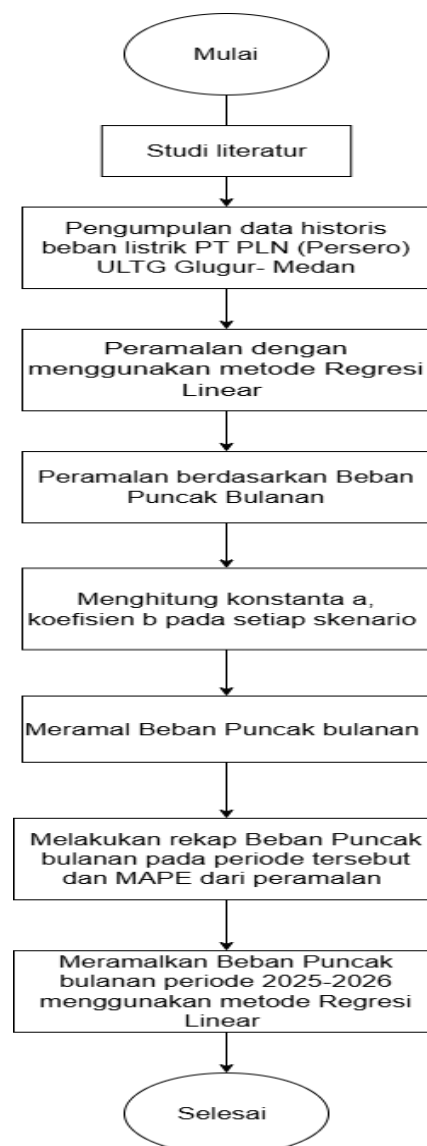 Mulai
Studi literatur
Pengumpulan data historis
beban listrik PT PLN (Persero)
ULTG Glugur- Medan
Peramalan dengan
menggunakan metode Regresi
Linear
Peramalan berdasarkan Beban
Puncak Bulanan
Menghitung konstanta a,
koefisien b pada setiap skenario
Meramal Beban Puncak bulanan
Melakukan rekap Beban Puncak
bulanan pada periode tersebut
dan MAPE dari peramalan
Meramalkan Beban Puncak
bulanan periode 2025-2026
menggunakan metode Regresi
Linear
Selesai